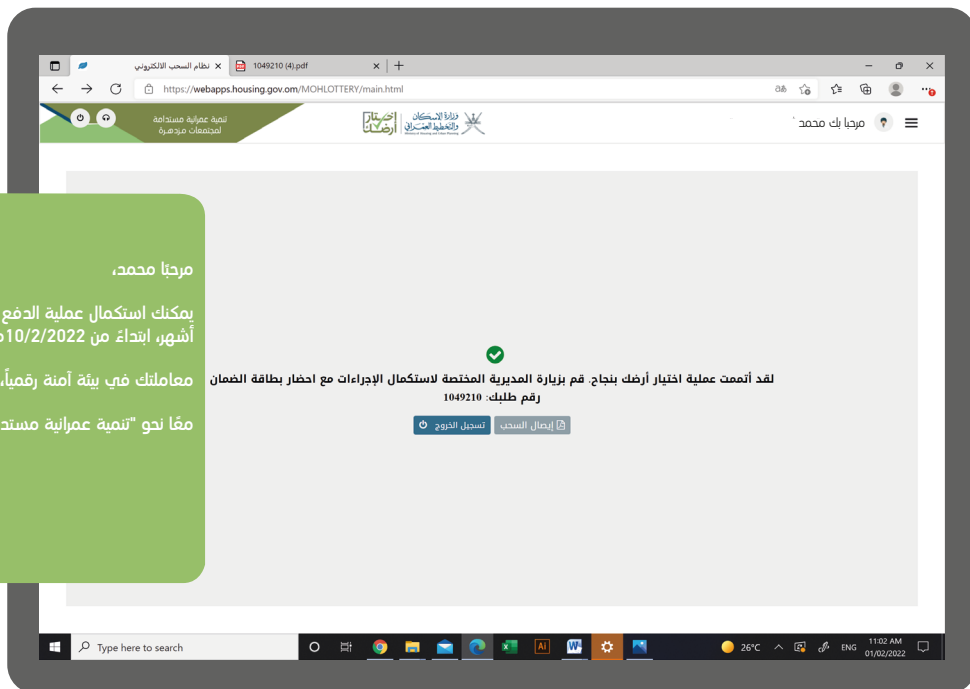 نظام السحب الالكتروني
1049210 (4).pdf
https://webapps.housing.gov.om/MOHLOTTERY/main.html
تنمية عمرانية مستدامة
لمجتمعات مزدهرة
إختار
أرضك
وزارة الإسكان
والتخطيط العمراني
مرحبا بك محمد
مرحبًا محمد،
يمكنك استكمال عملية الدفع
أشهر، ابتداءً من 10/2/2022م
معاملتك في بيئة آمنة رقمياً،
معًا نحو "تنمية عمرانية مستد
لقد أتممت عملية اختيار أرضك بنجاح. قم بزيارة المديرية المختصة لاستكمال الإجراءات مع احضار بطاقة الضمان
رقم طلبك: 1049210
إيصال السحب
تسجيل الخروج
Type here to search
26°C
ENG
11:02 AM
01/02/2022